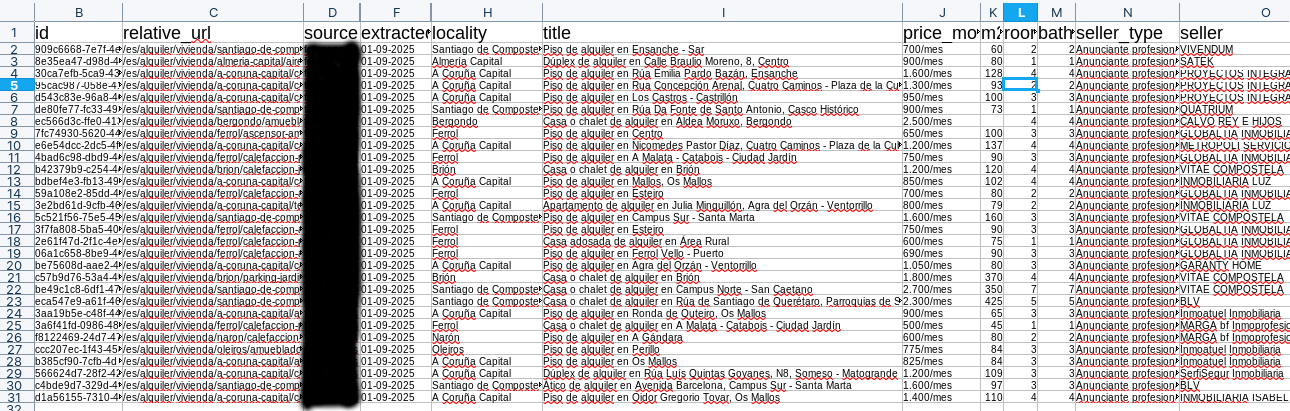 B C D F H I J K L M N O
1 id relative_url source extracte locality title price_mo m² room bath seller_type seller
2 909c6668-7e7f-4 /es/alquiler/vivienda/santiago-de-comp 01-09-2025 Santiago de Composte Piso de alquiler en Ensanche - Sar 700/mes 60 2 2 Anunciante profesion VIVENDUM
3 8e35ea47-d98d-4 /es/alquiler/vivienda/almeria-capital/aire 01-09-2025 Almería Capital Dúplex de alquiler en Calle Braulio Moreno, 8, Centro 900/mes 80 1 1 Anunciante profesion SATEK
4 30ca7efb-5ca9-43 /es/alquiler/vivienda/a-coruna-capital/c 01-09-2025 A Coruña Capital Piso de alquiler en Rúa Emilia Pardo Bazán, Ensanche 1.600/mes 128 4 4 Anunciante profesion PROYECTOS INTEGRA
5 95cac987-058e-4 /es/alquiler/vivienda/a-coruna-capital/c 01-09-2025 A Coruña Capital Piso de alquiler en Rúa Concepción Arenal, Cuatro Caminos - Plaza de la Cu 1.300/mes 93 2 2 Anunciante profesion PROYECTOS INTEGRA
6 d543c83e-96a8-4 /es/alquiler/vivienda/a-coruna-capital/c 01-09-2025 A Coruña Capital Piso de alquiler en Los Castros - Castrillón 950/mes 100 3 3 Anunciante profesion PROYECTOS INTEGRA
7 de80fe77-fc33-49 /es/alquiler/vivienda/santiago-de-comp 01-09-2025 Santiago de Composte Piso de alquiler en Rúa Da Fonte de Santo Antonio, Casco Histórico 900/mes 73 1 1 Anunciante profesion QUATRIUM
8 ec566d3c-ffe0-41 /es/alquiler/vivienda/bergondo/amuebl 01-09-2025 Bergondo Casa o chalet de alquiler en Aldea Moruxo, Bergondo 2.500/mes 4 4 Anunciante profesion CALVO REY E HIJOS
9 7fc74930-5620-44 /es/alquiler/vivienda/ferrol/ascensor-am 01-09-2025 Ferrol Piso de alquiler en Centro 650/mes 100 3 3 Anunciante profesion GLOBALTIA INMOBILIA
10 e6e54dcc-2dc5-4f /es/alquiler/vivienda/a-coruna-capital/c 01-09-2025 A Coruña Capital Piso de alquiler en Nicomedes Pastor Díaz, Cuatro Caminos - Plaza de la Cu 1.200/mes 137 4 4 Anunciante profesion METROPOLI SERVICIO
11 4bad6c98-dbd9-4 /es/alquiler/vivienda/ferrol/calefaccion- 01-09-2025 Ferrol Piso de alquiler en A Malata - Catabois - Ciudad Jardín 750/mes 90 3 3 Anunciante profesion GLOBALTIA INMOBILIA
12 b42379b9-c254-4 /es/alquiler/vivienda/ferrol/calefaccion- 01-09-2025 Brión Casa o chalet de alquiler en Brión 1.200/mes 120 4 4 Anunciante profesion VITAE COMPOSTELA
13 bdbef4e3-fb13-49 /es/alquiler/vivienda/a-coruna-capital/c 01-09-2025 A Coruña Capital Piso de alquiler en Mallos, Os Mallos 850/mes 102 4 4 Anunciante profesion INMOBILIARIA LUZ
14 59a108e2-85dd-4 /es/alquiler/vivienda/ferrol/calefaccion- 01-09-2025 Ferrol Piso de alquiler en Esteiro 700/mes 80 2 2 Anunciante profesion GLOBALTIA INMOBILIA
15 3e2bd61d-9cfb-40 /es/alquiler/vivienda/a-coruna-capital/c 01-09-2025 A Coruña Capital Apartamento de alquiler en Julia Minguillón, Agra del Orzán - Ventorrillo 800/mes 79 2 2 Anunciante profesion INMOBILIARIA LUZ
16 5c521f56-75e5-45 /es/alquiler/vivienda/santiago-de-comp 01-09-2025 Santiago de Composte Piso de alquiler en Campus Sur - Santa Marta 1.600/mes 160 3 3 Anunciante profesion VITAE COMPOSTELA
17 3f7fa808-5ba5-40 /es/alquiler/vivienda/ferrol/calefaccion- 01-09-2025 Ferrol Piso de alquiler en Esteiro 750/mes 90 3 3 Anunciante profesion GLOBALTIA INMOBILIA
18 2e61f47d-2f1c-4e /es/alquiler/vivienda/ferrol/calefaccion- 01-09-2025 Ferrol Casa adosada de alquiler en Área Rural 600/mes 75 1 1 Anunciante profesion GLOBALTIA INMOBILIA
19 06a1c658-8be9-4 /es/alquiler/vivienda/ferrol/calefaccion- 01-09-2025 Ferrol Piso de alquiler en Ferrol Vello - Puerto 690/mes 90 3 3 Anunciante profesion GLOBALTIA INMOBILIA
20 be75608d-aae2-4 /es/alquiler/vivienda/a-coruna-capital/c 01-09-2025 A Coruña Capital Piso de alquiler en Agra del Orzán - Ventorrillo 1.050/mes 80 3 3 Anunciante profesion GARANTY HOME
21 c57b9d76-53a4-4 /es/alquiler/vivienda/brion/parking-jard 01-09-2025 Brión Casa o chalet de alquiler en Brión 1.800/mes 370 4 4 Anunciante profesion VITAE COMPOSTELA
22 be49c1c8-6df1-47 /es/alquiler/vivienda/santiago-de-comp 01-09-2025 Santiago de Composte Casa o chalet de alquiler en Campus Norte - San Caetano 2.700/mes 350 7 7 Anunciante profesion VITAE COMPOSTELA
23 eca547e9-a61f-40 /es/alquiler/vivienda/santiago-de-comp 01-09-2025 Santiago de Composte Casa o chalet de alquiler en Rúa de Santiago de Querétaro, Parroquias de S 2.300/mes 425 5 5 Anunciante profesion BLV
24 3aa19b5e-c48f-44 /es/alquiler/vivienda/a-coruna-capital/c 01-09-2025 A Coruña Capital Piso de alquiler en Ronda de Outeiro, Os Mallos 900/mes 65 3 3 Anunciante profesion Inmoatuel Inmobiliaria
25 3a6f41fd-0986-48 /es/alquiler/vivienda/ferrol/calefaccion- 01-09-2025 Ferrol Casa o chalet de alquiler en A Malata - Catabois - Ciudad Jardín 500/mes 45 1 1 Anunciante profesion MARGA bf Inmoprofesio
26 f8122469-24d7-47 /es/alquiler/vivienda/naron/calefaccion 01-09-2025 Narón Piso de alquiler en A Gándara 600/mes 80 2 2 Anunciante profesion MARGA bf Inmoprofesio
27 ccc207ec-1f43-45 /es/alquiler/vivienda/oleiros/amueblado 01-09-2025 Oleiros Piso de alquiler en Perillo 775/mes 84 3 3 Anunciante profesion Inmoatuel Inmobiliaria
28 b385cf90-7cfb-4d /es/alquiler/vivienda/a-coruna-capital/a 01-09-2025 A Coruña Capital Piso de alquiler en Os Mallos 825/mes 84 3 3 Anunciante profesion Inmoatuel Inmobiliaria
29 566624d7-28f2-42 /es/alquiler/vivienda/a-coruna-capital/c 01-09-2025 A Coruña Capital Dúplex de alquiler en Rúa Luís Quintas Goyanes, N8, Someso - Matogrande 1.200/mes 109 3 3 Anunciante profesion SerfiSegur Inmobiliaria
30 c4bde9d7-329d-4 /es/alquiler/vivienda/santiago-de-comp 01-09-2025 Santiago de Composte Ático de alquiler en Avenida Barcelona, Campus Sur - Santa Marta 1.600/mes 97 3 3 Anunciante profesion BLV
31 d1a56155-7310-4 /es/alquiler/vivienda/a-coruna-capital/c 01-09-2025 A Coruña Capital Piso de alquiler en Oidor Gregorio Tovar, Os Mallos 1.400/mes 110 4 4 Anunciante profesion INMOBILIARIA ISABEL
32